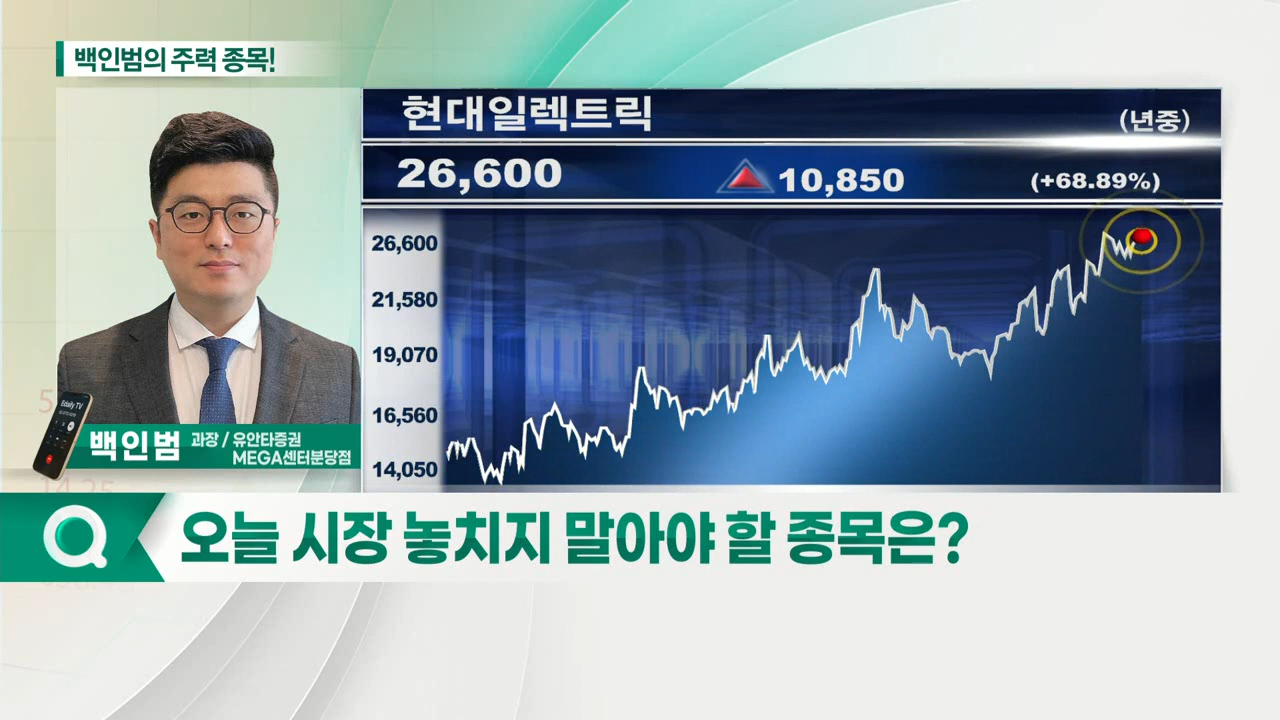 백인범의 주력 종목!
현대일렉트릭
(년중)
26,600
▲ 10,850
(+68.89%)
26,600
21,580
19,070
16,560
14,050
Edaily TV
백인범
과장 / 유안타증권
MEGA센터분당점
Q
오늘 시장 놓치지 말아야 할 종목은?